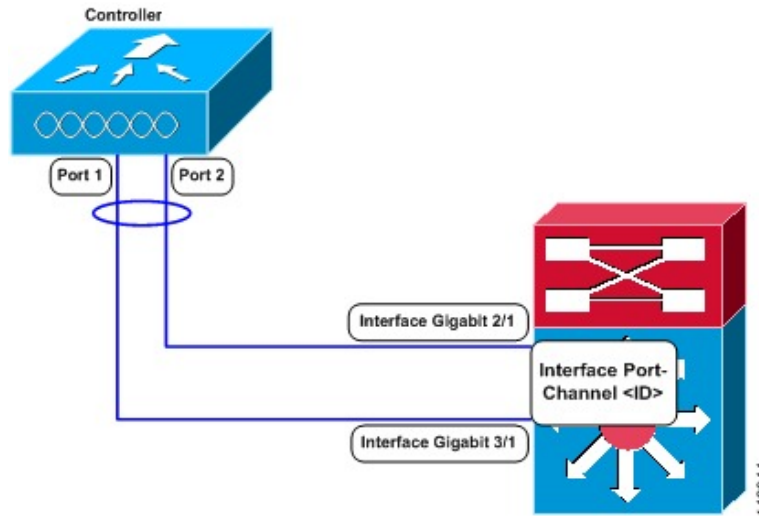 Controller
Port 1
Port 2
Interface Gigabit 2/1
Interface Port-
Channel <ID>
Interface Gigabit 3/1